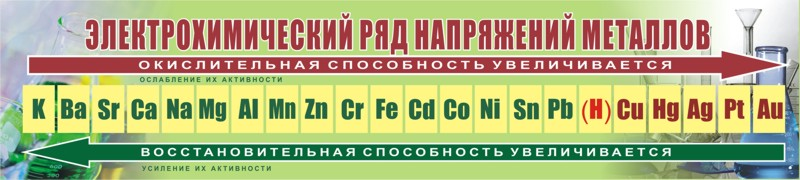 ЭЛЕКТРОХИМИЧЕСКИЙ РЯД НАПРЯЖЕНИЙ МЕТАЛЛОВ
ОКИСЛИТЕЛЬНАЯ СПОСОБНОСТЬ УВЕЛИЧИВАЕТСЯ
ОСЛАБЛЕНИЕ ИХ АКТИВНОСТИ
K Ba Sr Ca Na Mg Al Mn Zn Cr Fe Cd Co Ni Sn Pb (H) Cu Hg Ag Pt Au
ВОССТАНОВИТЕЛЬНАЯ СПОСОБНОСТЬ УВЕЛИЧИВАЕТСЯ
УСИЛЕНИЕ ИХ АКТИВНОСТИ